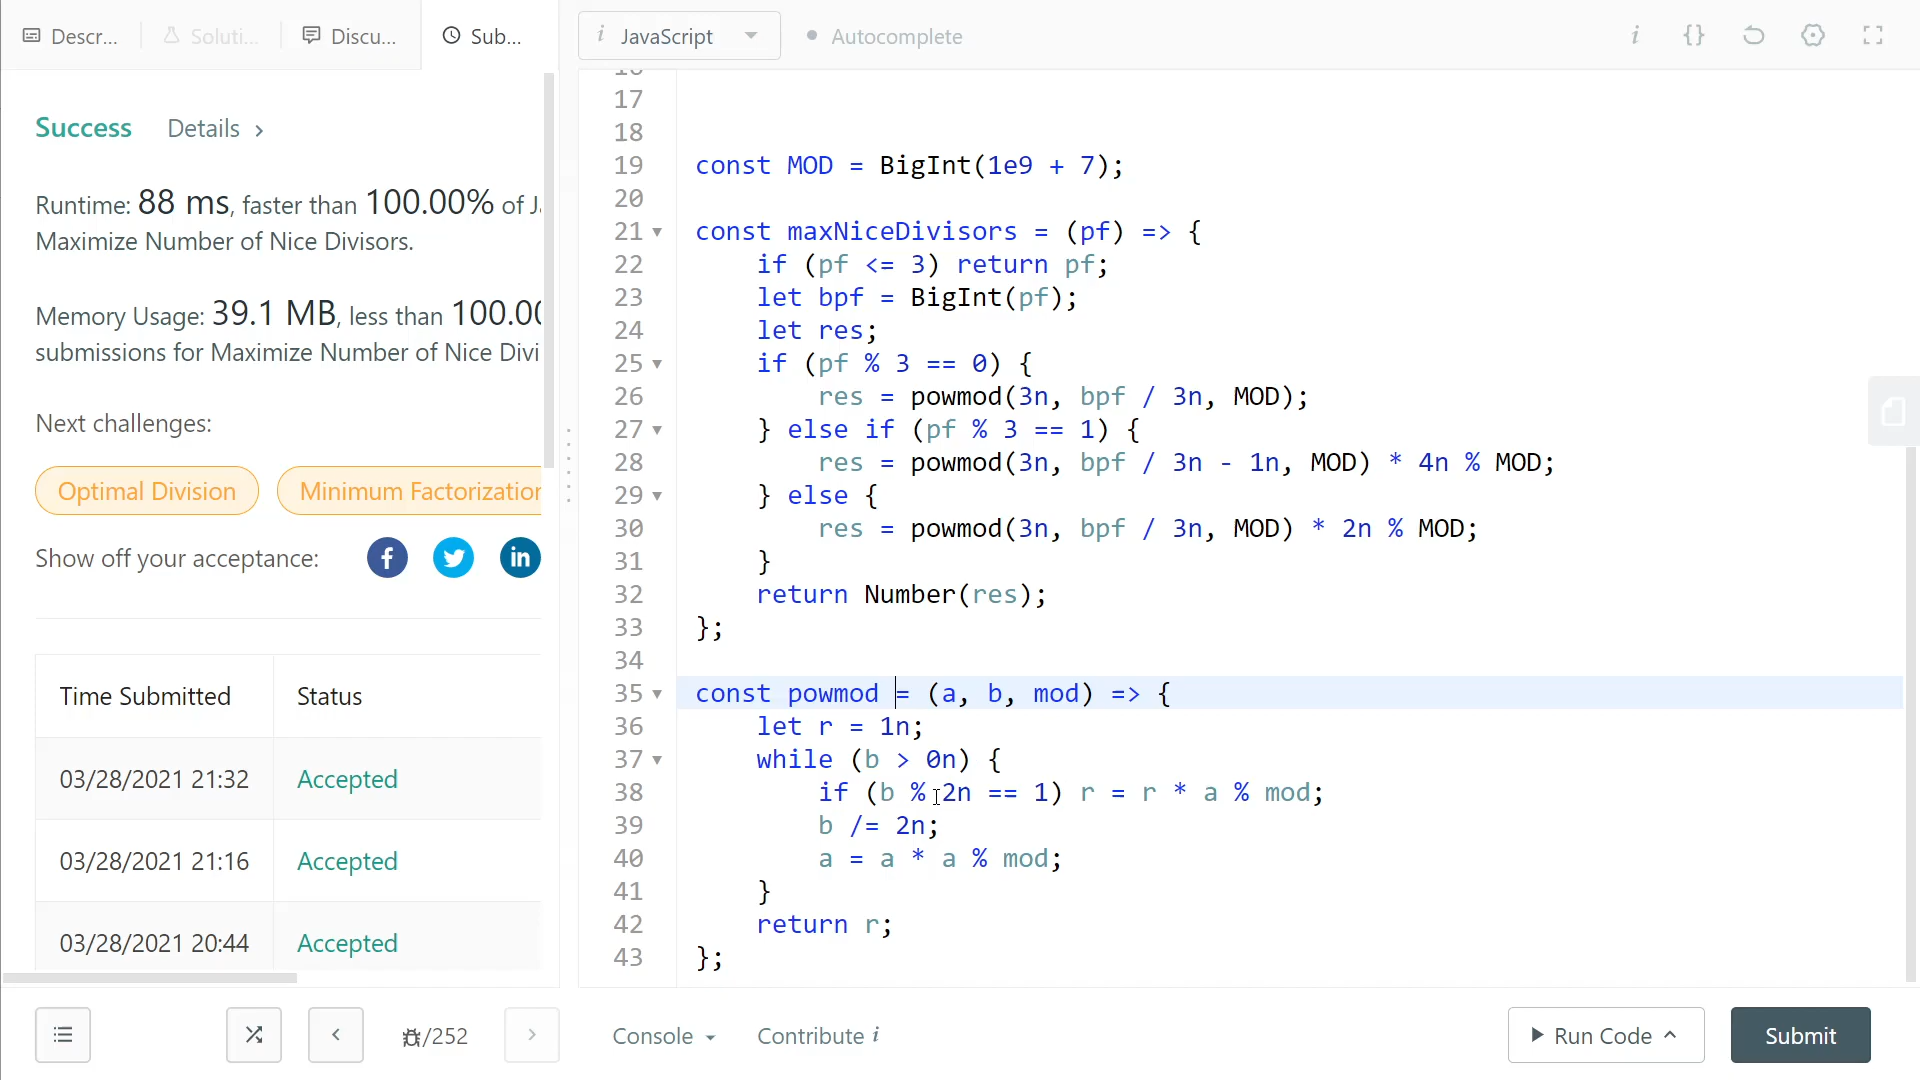 Descr...
Soluti...
Discu...
Sub...
i JavaScript
Autocomplete
i {}
Success Details >
Runtime: 88 ms, faster than 100.00% of
Maximize Number of Nice Divisors.
Memory Usage: 39.1 MB, less than
submissions for Maximize Number of Nice
Next challenges:
Optimal Division
Minimum Factorization
Show off your acceptance:
f
in
Time Submitted Status
03/28/2021 21:32 Accepted
03/28/2021 21:16 Accepted
03/28/2021 20:44 Accepted
17
18
19 const MOD = BigInt(1e9 + 7);
20
21 const maxNiceDivisors = (pf) => {
22 if (pf <= 3) return pf;
23 let bpf = BigInt(pf);
24 let res;
25 if (pf % 3 == 0) {
26 res = powmod(3n, bpf / 3n, MOD);
27 } else if (pf % 3 == 1) {
28 res = powmod(3n, bpf / 3n - 1n, MOD) * 4n % MOD;
29 } else {
30 res = powmod(3n, bpf / 3n, MOD) * 2n % MOD;
31 }
32 return Number(res);
33 };
34
35 const powmod = (a, b, mod) => {
36 let r = 1n;
37 while (b > 0n) {
38 if (b % 2n == 1) r = r * a % mod;
39 b /= 2n;
40 a = a * a % mod;
41 }
42 return r;
43 };
/252
Console
Contribute i
Run Code
Submit